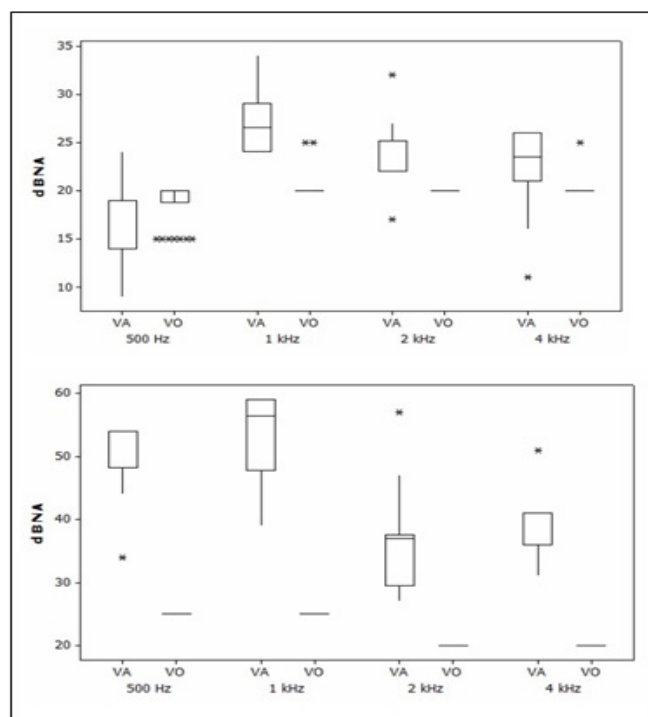 35
30
25
20
15
10
dBNA
VA VO VA VO VA VO VA VO
500 Hz 1 kHz 2 kHz 4 kHz
60
50
40
30
20
dBNA
VA VO VA VO VA VO VA VO
500 Hz 1 kHz 2 kHz 4 kHz